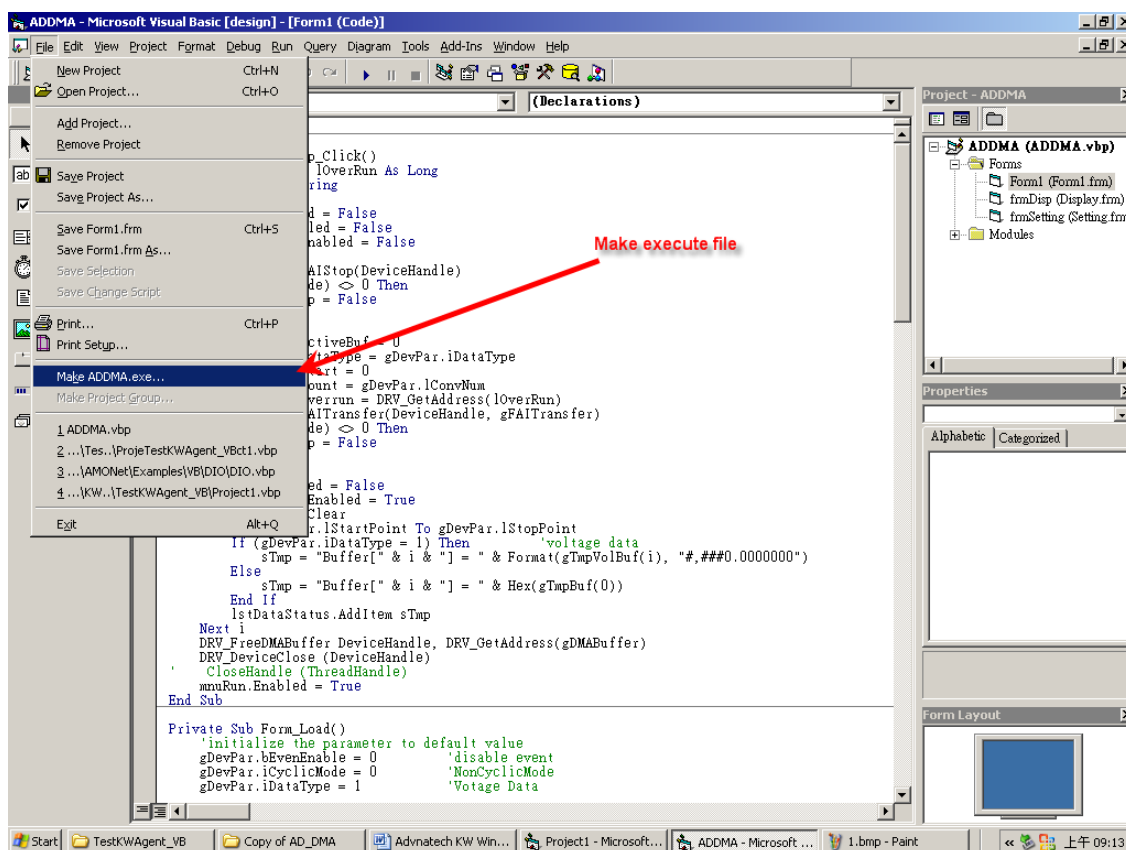 ADDMA - Microsoft Visual Basic [design] - [Form1 (Code)]
File Edit View Project Format Debug Run Query Diagram Tools Add-Ins Window Help
New Project Ctrl+N
Open Project... Ctrl+O
Add Project...
Remove Project
Save Project
Save Project As...
Save Form1.frm Ctrl+S
Save Form1.frm As...
Save Selection
Save Change Script
Print... Ctrl+P
Print Setup...
Make ADDMA.exe...
Make Project Group...
1 ADDMA.vbp
2 ...\Tes..\ProjeTestKWAgent_VBct1.vbp
3 ...\AMONet\Examples\VB\DIO\DIO.vbp
4 ...\KW..\TestKWAgent_VB\Project1.vbp
Exit Alt+Q
(Declarations)
p_Click()
lOverRun As Long
ring
d = False
led = False
nabled = False
Make execute file
AIStop(DeviceHandle)
de) <> 0 Then
p = False
ctiveBuf = 0
ataType = gDevPar.iDataType
tart = 0
ount = gDevPar.lConvNum
verrun = DRV_GetAddress(lOverRun)
AITransfer(DeviceHandle, gFAITransfer)
de) <> 0 Then
p = False
ed = False
Enabled = True
Clear
r.lStartPoint To gDevPar.lStopPoint
If (gDevPar.iDataType = 1) Then 'voltage data
sTmp = "Buffer[" & i & "] = " & Format(gTmpVolBuf(i), "#,###0.0000000")
Else
sTmp = "Buffer[" & i & "] = " & Hex(gTmpBuf(0))
End If
lstDataStatus.AddItem sTmp
Next i
DRV_FreeDMABuffer DeviceHandle, DRV_GetAddress(gDMABuffer)
DRV_DeviceClose (DeviceHandle)
' CloseHandle (ThreadHandle)
mnuRun.Enabled = True
End Sub
Private Sub Form_Load()
'initialize the parameter to default value
gDevPar.bEvenEnable = 0 'disable event
gDevPar.iCyclicMode = 0 'NonCyclicMode
gDevPar.iDataType = 1 'Votage Data
Project - ADDMA
ADDMA (ADDMA.vbp)
Forms
Form1 (Form1.frm)
frmDisp (Display.frm)
frmSetting (Setting.frm
Modules
Properties
Alphabetic Categorized
Form Layout
Start TestKWAgent_VB Copy of AD_DMA Advnatech KW Win... Project1 - Microsoft... ADDMA - Microsoft ... 1.bmp - Paint « 上午 09:13